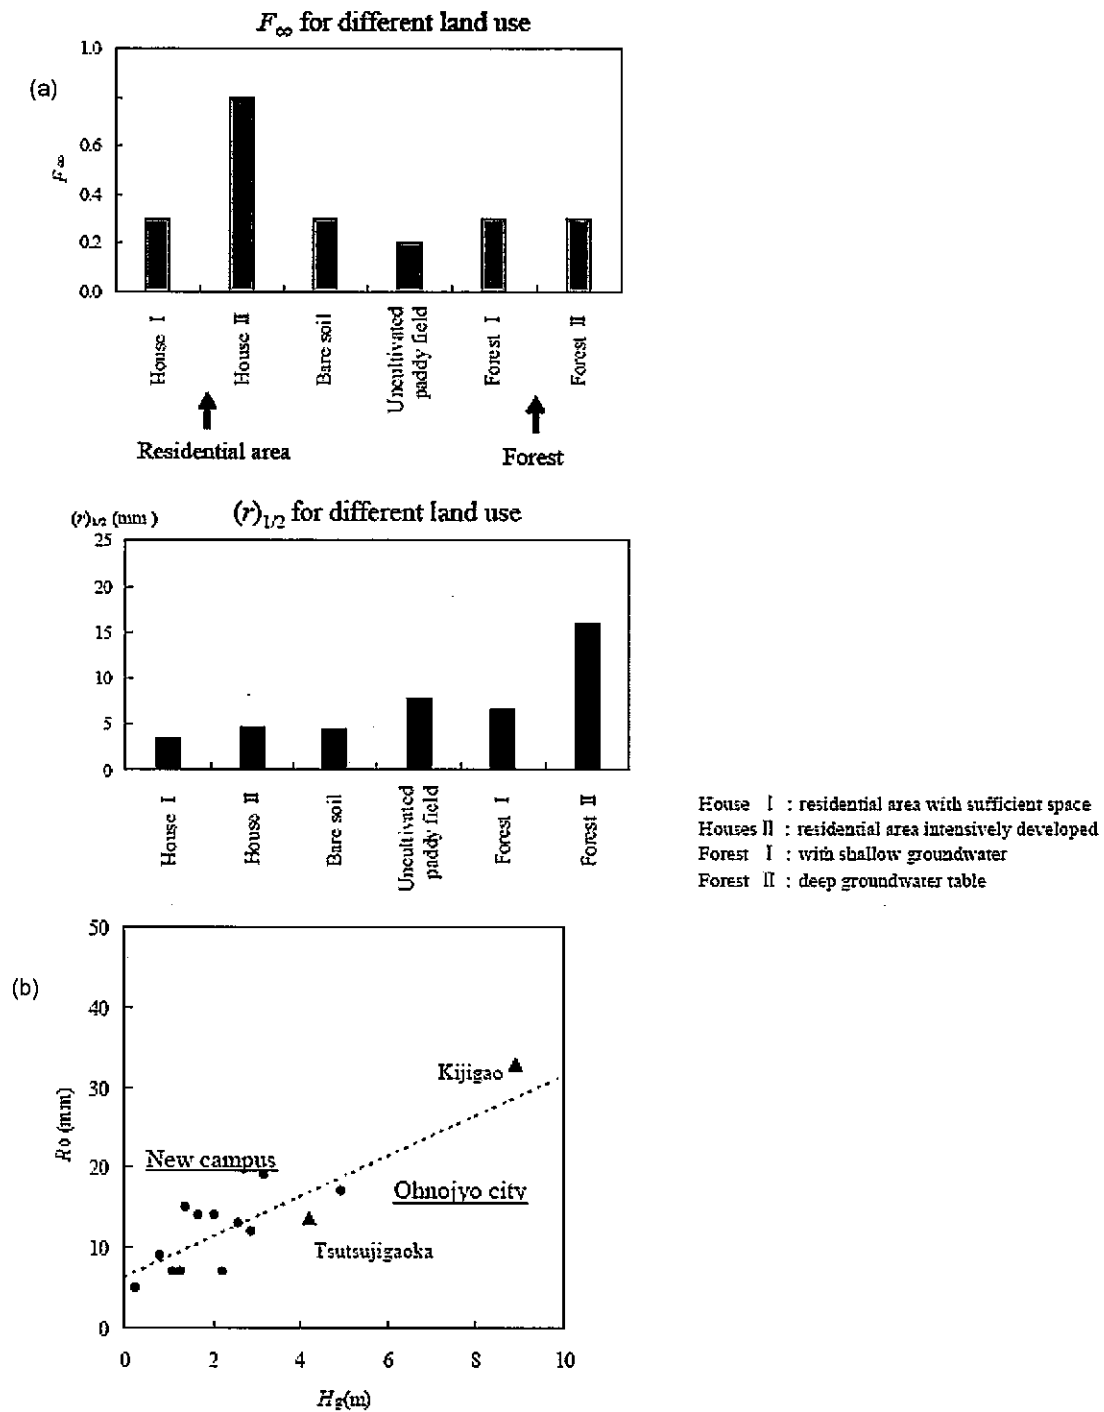 F∞ for different land use
(a)
1.0
0.6
0.4
0.2
0.0
F∞
House I
House II
Bare soil
Uncultivated
paddy field
Forest I
Forest II
Residential area
Forest
(r)1/2 (mm)
(r)1/2 for different land use
25
20
15
10
5
0
House I
House II
Bare soil
Uncultivated
paddy field
Forest I
Forest II
House I : residential area with sufficient space
Houses II : residential area intensively developed
Forest I : with shallow groundwater
Forest II : deep groundwater table
(b)
50
40
30
20
10
0
Ro (mm)
Kijigao
New campus
Ohnojyo city
Tsutsujigaoka
0 2 4 6 8 10
Hg(m)